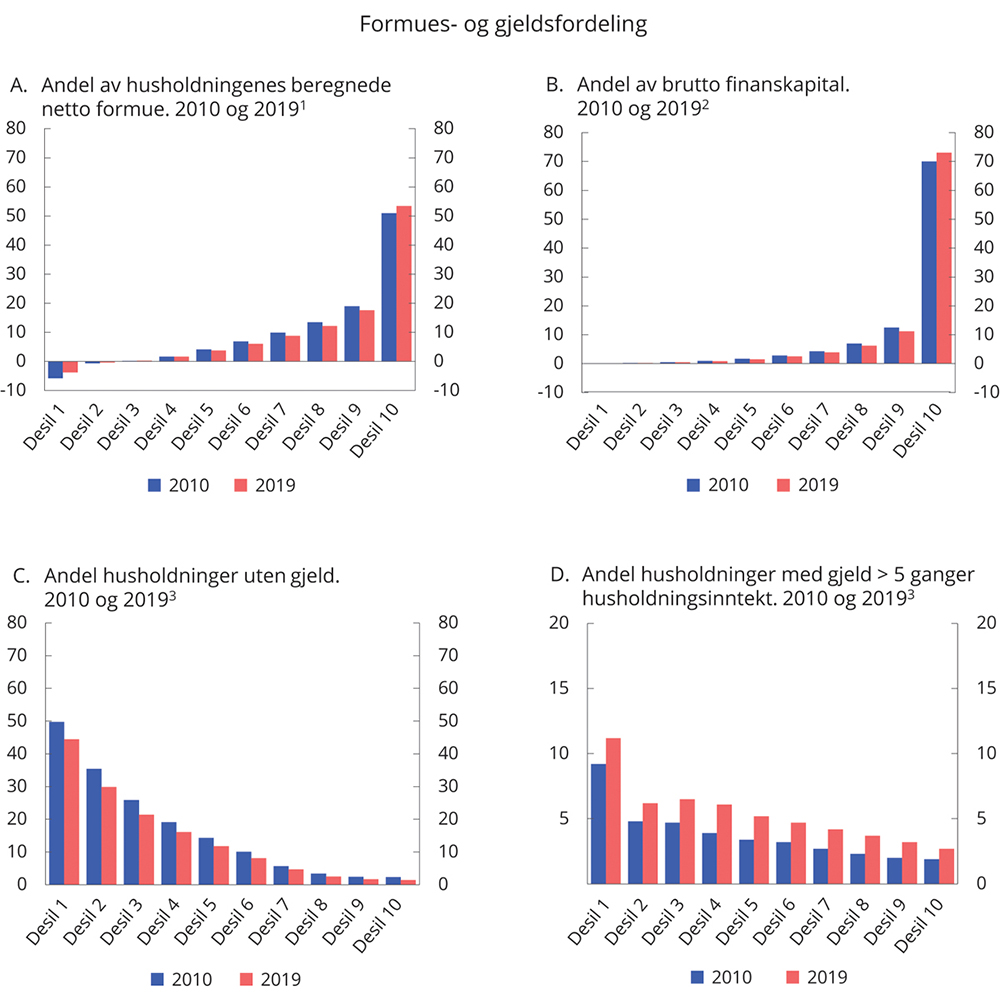 Formues- og gjeldsfordeling
A. Andel av husholdningenes beregnede
netto formue. 2010 og 2019¹
80 80
70 70
60 60
50 50
40 40
30 30
20 20
10 10
0 0
-10 -10
Desil 1 Desil 2 Desil 3 Desil 4 Desil 5 Desil 6 Desil 7 Desil 8 Desil 9 Desil 10
2010 2019
B. Andel av brutto finanskapital.
2010 og 2019²
80 80
70 70
60 60
50 50
40 40
30 30
20 20
10 10
0 0
-10 -10
Desil 1 Desil 2 Desil 3 Desil 4 Desil 5 Desil 6 Desil 7 Desil 8 Desil 9 Desil 10
2010 2019
C. Andel husholdninger uten gjeld.
2010 og 2019³
80 80
70 70
60 60
50 50
40 40
30 30
20 20
10 10
0 0
Desil 1 Desil 2 Desil 3 Desil 4 Desil 5 Desil 6 Desil 7 Desil 8 Desil 9 Desil 10
2010 2019
D. Andel husholdninger med gjeld > 5 ganger
husholdningsinntekt. 2010 og 2019³
20 20
15 15
10 10
5 5
0 0
Desil 1 Desil 2 Desil 3 Desil 4 Desil 5 Desil 6 Desil 7 Desil 8 Desil 9 Desil 10
2010 2019